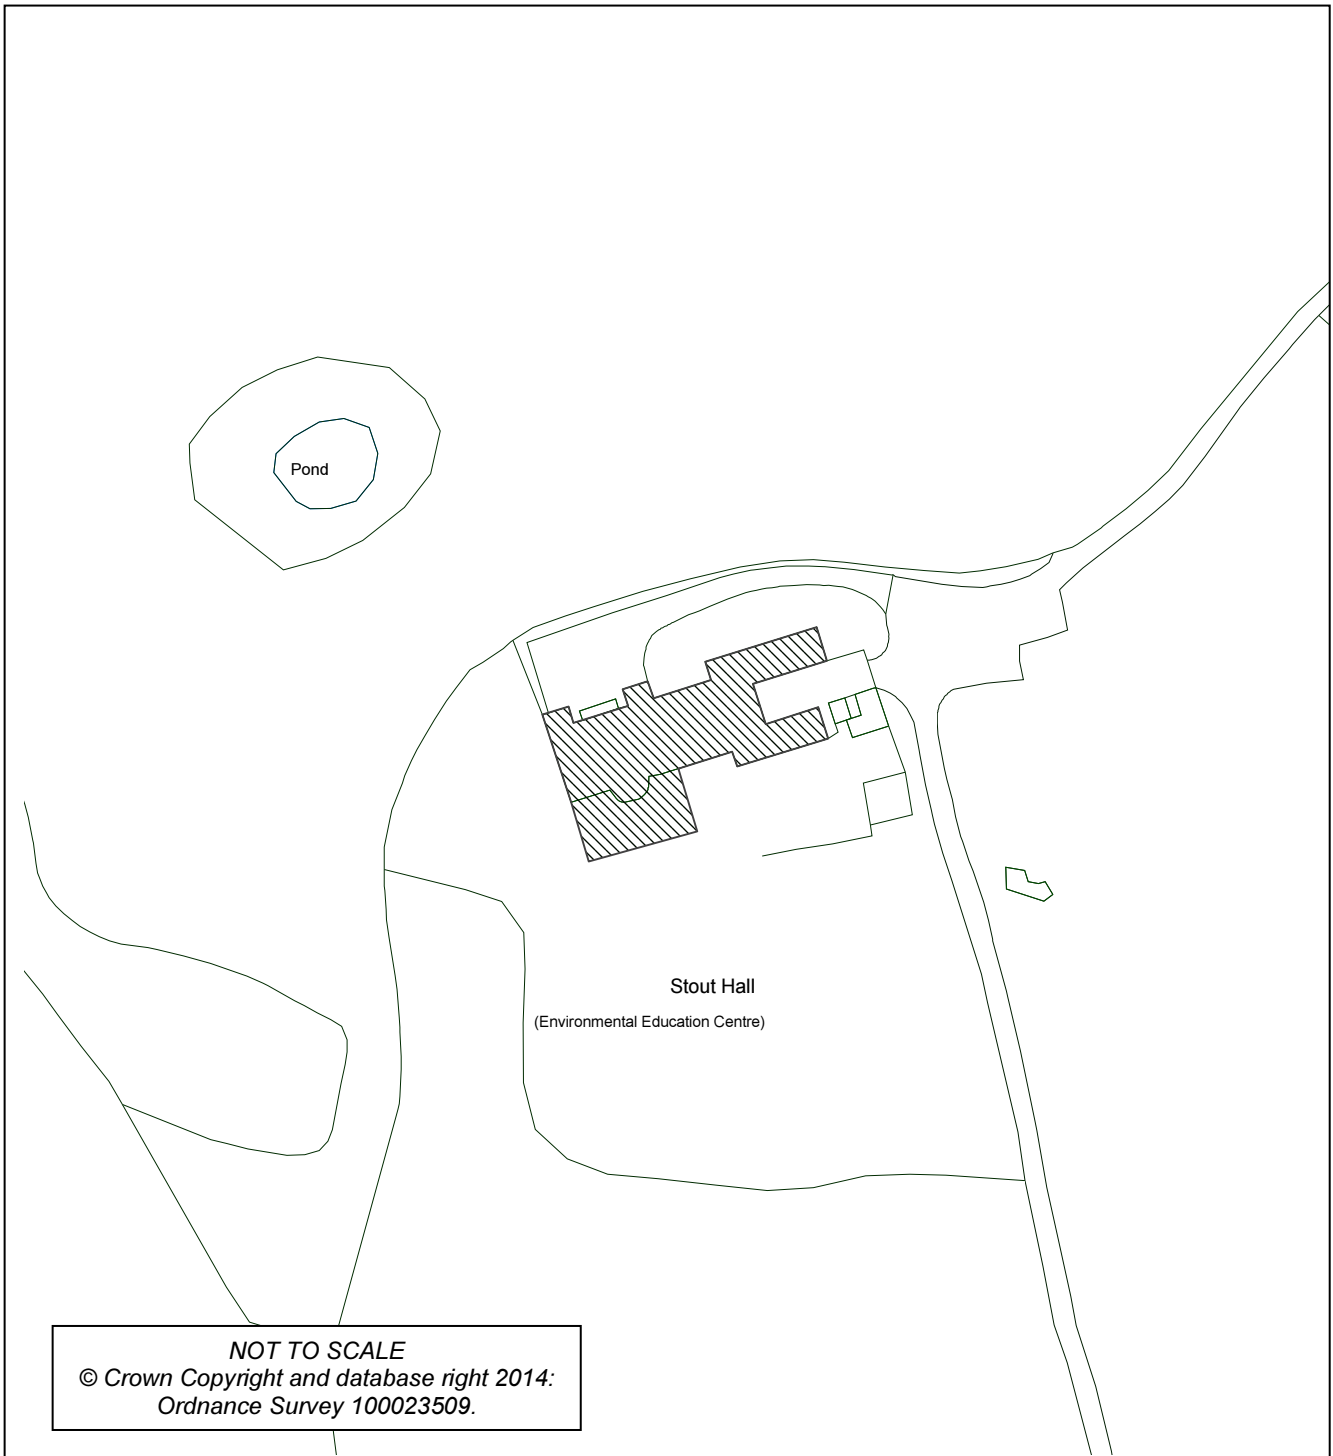 Pond
Stout Hall
(Environmental Education Centre)
NOT TO SCALE
© Crown Copyright and database right 2014:
Ordnance Survey 100023509.